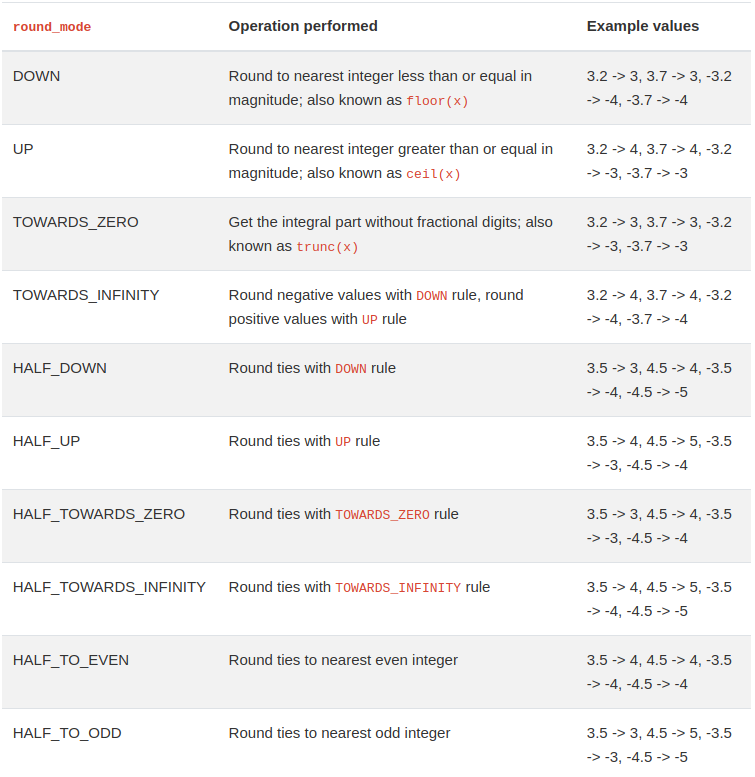 round_mode Operation performed Example values
DOWN Round to nearest integer less than or equal in 3.2 -> 3, 3.7 -> 3, -3.2
magnitude; also known as floor(x) -> -4, -3.7 -> -4
UP Round to nearest integer greater than or equal in 3.2 -> 4, 3.7 -> 4, -3.2
magnitude; also known as ceil(x) -> -3, -3.7 -> -3
TOWARDS_ZERO Get the integral part without fractional digits; also 3.2 -> 3, 3.7 -> 3, -3.2
known as trunc(x) -> -3, -3.7 -> -3
TOWARDS_INFINITY Round negative values with DOWN rule, round 3.2 -> 4, 3.7 -> 4, -3.2
positive values with UP rule -> -4, -3.7 -> -4
HALF_DOWN Round ties with DOWN rule 3.5 -> 3, 4.5 -> 4, -3.5
-> -4, -4.5 -> -5
HALF_UP Round ties with UP rule 3.5 -> 4, 4.5 -> 5, -3.5
-> -3, -4.5 -> -4
HALF_TOWARDS_ZERO Round ties with TOWARDS_ZERO rule 3.5 -> 3, 4.5 -> 4, -3.5
-> -3, -4.5 -> -4
HALF_TOWARDS_INFINITY Round ties with TOWARDS_INFINITY rule 3.5 -> 4, 4.5 -> 5, -3.5
-> -4, -4.5 -> -5
HALF_TO_EVEN Round ties to nearest even integer 3.5 -> 4, 4.5 -> 4, -3.5
-> -4, -4.5 -> -4
HALF_TO_ODD Round ties to nearest odd integer 3.5 -> 3, 4.5 -> 5, -3.5
-> -3, -4.5 -> -5